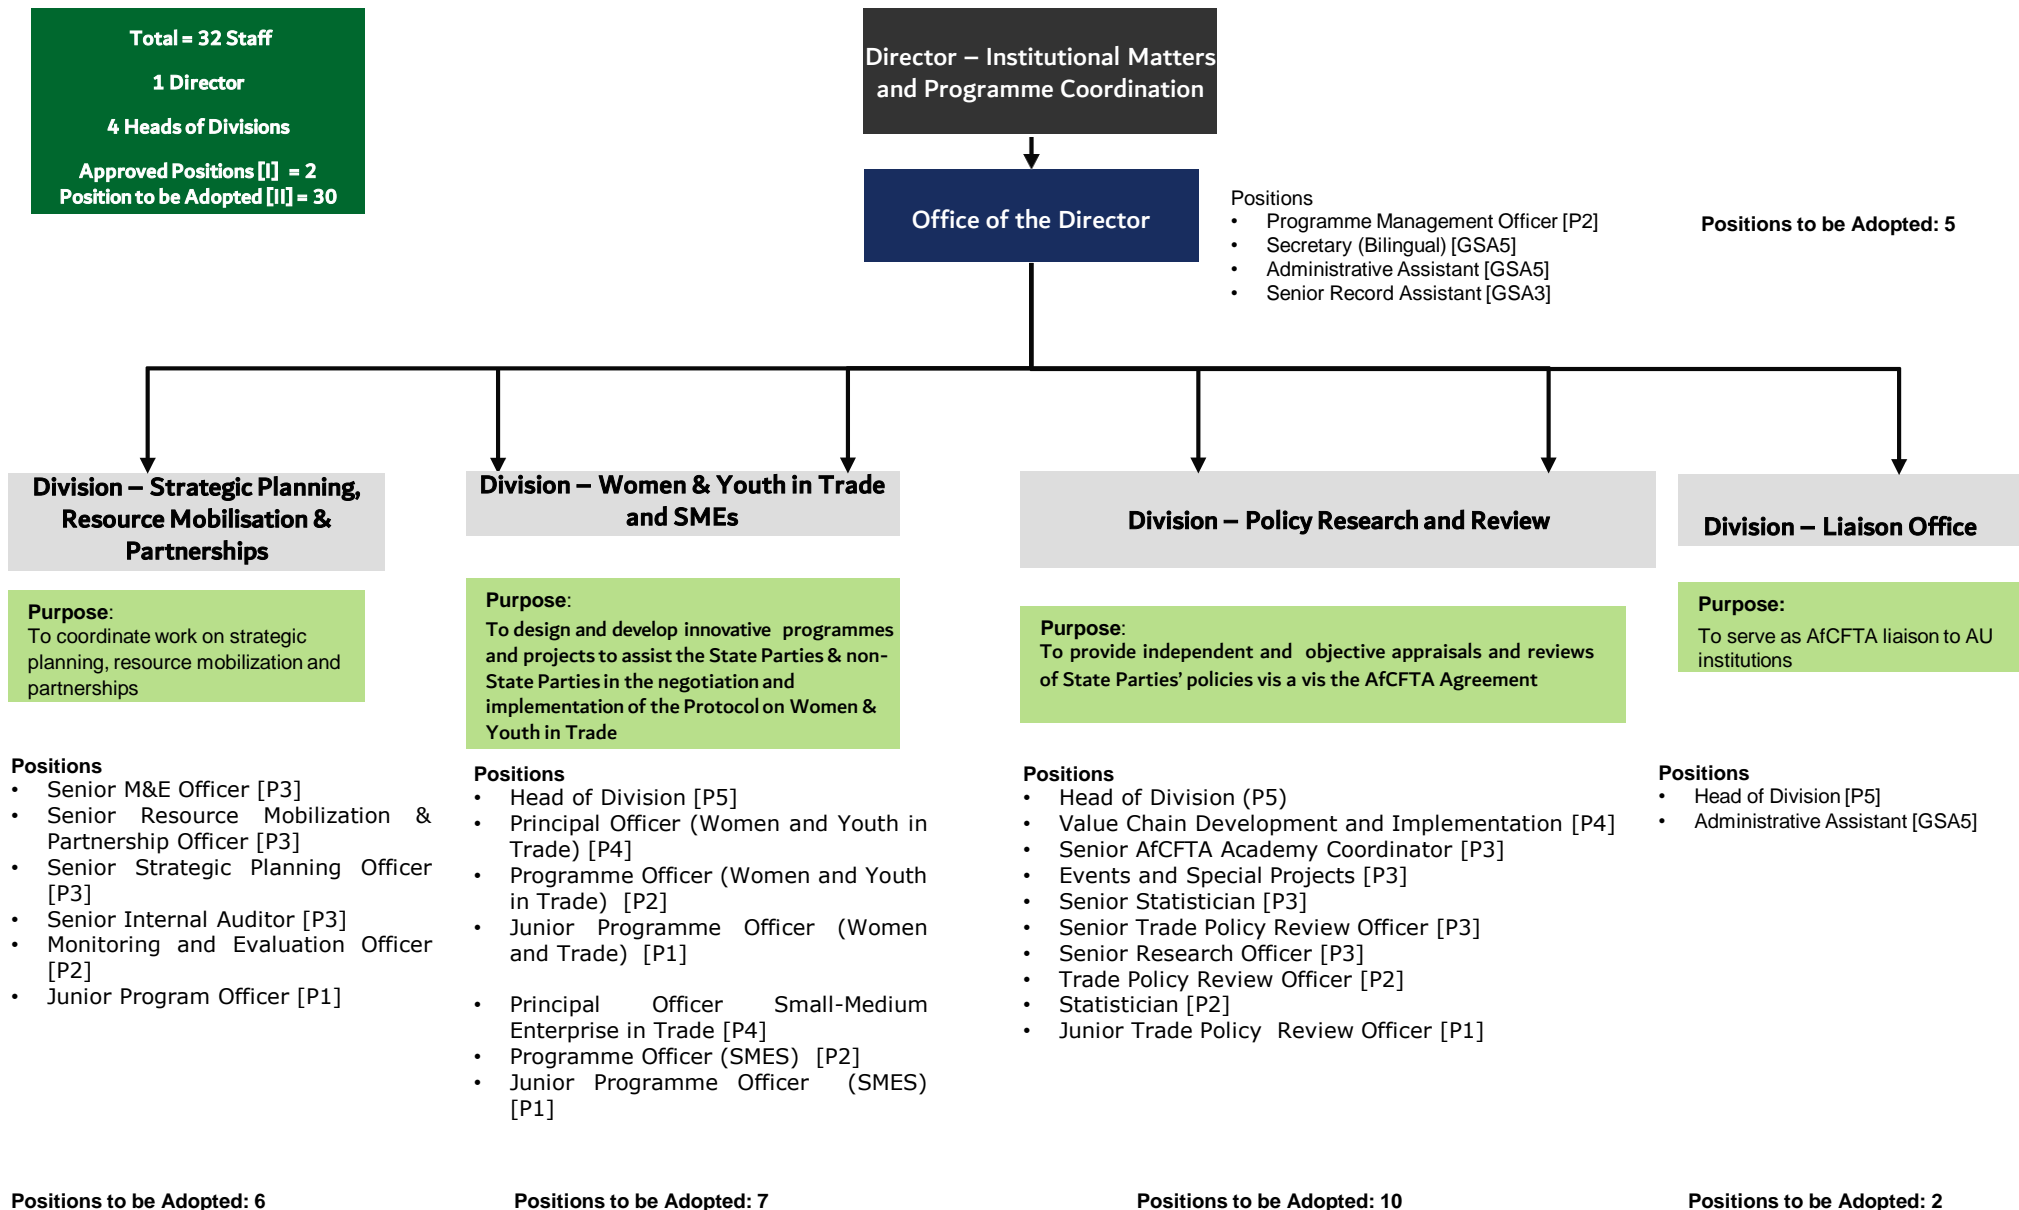 Total = 32 Staff
1 Director
4 Heads of Divisions
Approved Positions [I] = 2
Position to be Adopted [II] = 30
Director – Institutional Matters
and Programme Coordination
Office of the Director
Positions
• Programme Management Officer [P2]
• Secretary (Bilingual) [GSA5]
• Administrative Assistant [GSA5]
• Senior Record Assistant [GSA3]
Positions to be Adopted: 5
Division – Strategic Planning,
Resource Mobilisation &
Partnerships
Purpose:
To coordinate work on strategic
planning, resource mobilization and
partnerships
Positions
• Senior M&E Officer [P3]
• Senior Resource Mobilization &
Partnership Officer [P3]
• Senior Strategic Planning Officer
[P3]
• Senior Internal Auditor [P3]
• Monitoring and Evaluation Officer
[P2]
• Junior Program Officer [P1]
Positions to be Adopted: 6
Division – Women & Youth in Trade
and SMEs
Purpose:
To design and develop innovative programmes
and projects to assist the State Parties & non-
State Parties in the negotiation and
implementation of the Protocol on Women &
Youth in Trade
Positions
• Head of Division [P5]
• Principal Officer (Women and Youth in
Trade) [P4]
• Programme Officer (Women and Youth
in Trade) [P2]
• Junior Programme Officer (Women
and Trade) [P1]
• Principal Officer Small-Medium
Enterprise in Trade [P4]
• Programme Officer (SMES) [P2]
• Junior Programme Officer (SMES)
[P1]
Positions to be Adopted: 7
Division – Policy Research and Review
Purpose:
To provide independent and objective appraisals and reviews
of State Parties’ policies vis a vis the AfCFTA Agreement
Positions
• Head of Division (P5)
• Value Chain Development and Implementation [P4]
• Senior AfCFTA Academy Coordinator [P3]
• Events and Special Projects [P3]
• Senior Statistician [P3]
• Senior Trade Policy Review Officer [P3]
• Senior Research Officer [P3]
• Trade Policy Review Officer [P2]
• Statistician [P2]
• Junior Trade Policy Review Officer [P1]
Positions to be Adopted: 10
Division – Liaison Office
Purpose:
To serve as AfCFTA liaison to AU
institutions
Positions
• Head of Division [P5]
• Administrative Assistant [GSA5]
Positions to be Adopted: 2